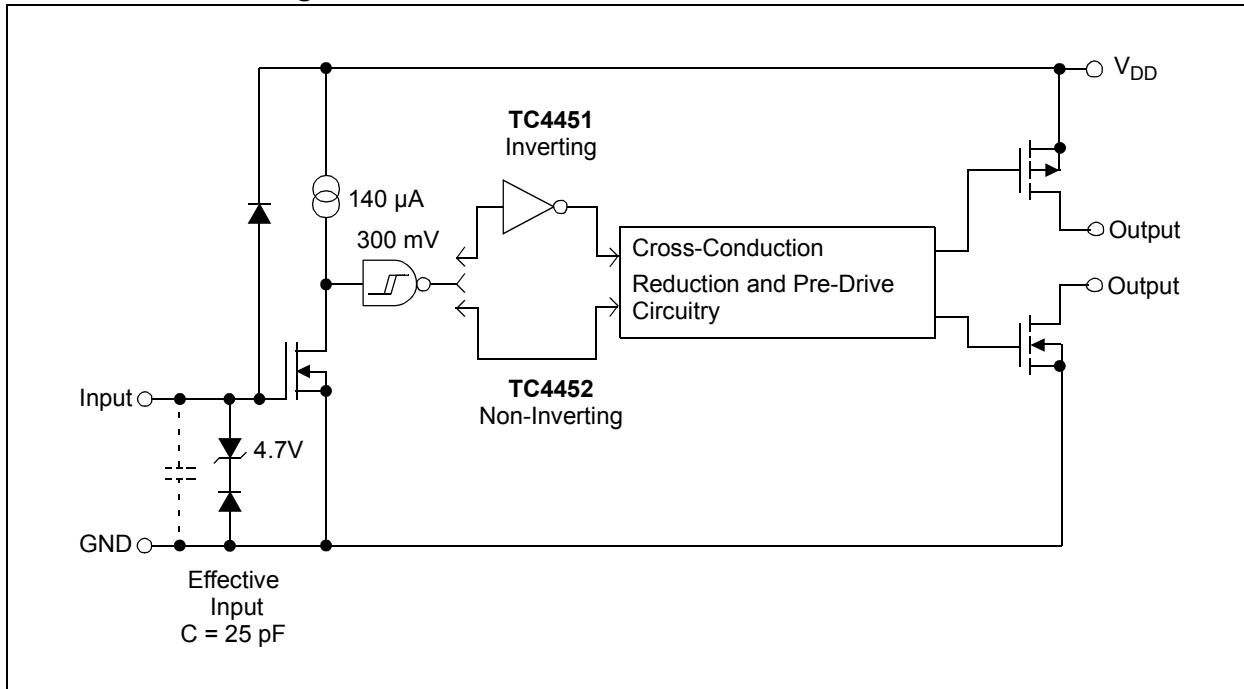 V_DD
TC4451
Inverting
140 µA
300 mV
Cross-Conduction
Reduction and Pre-Drive
Circuitry
Output
Output
Input
TC4452
Non-Inverting
4.7V
GND
Effective
Input
C = 25 pF